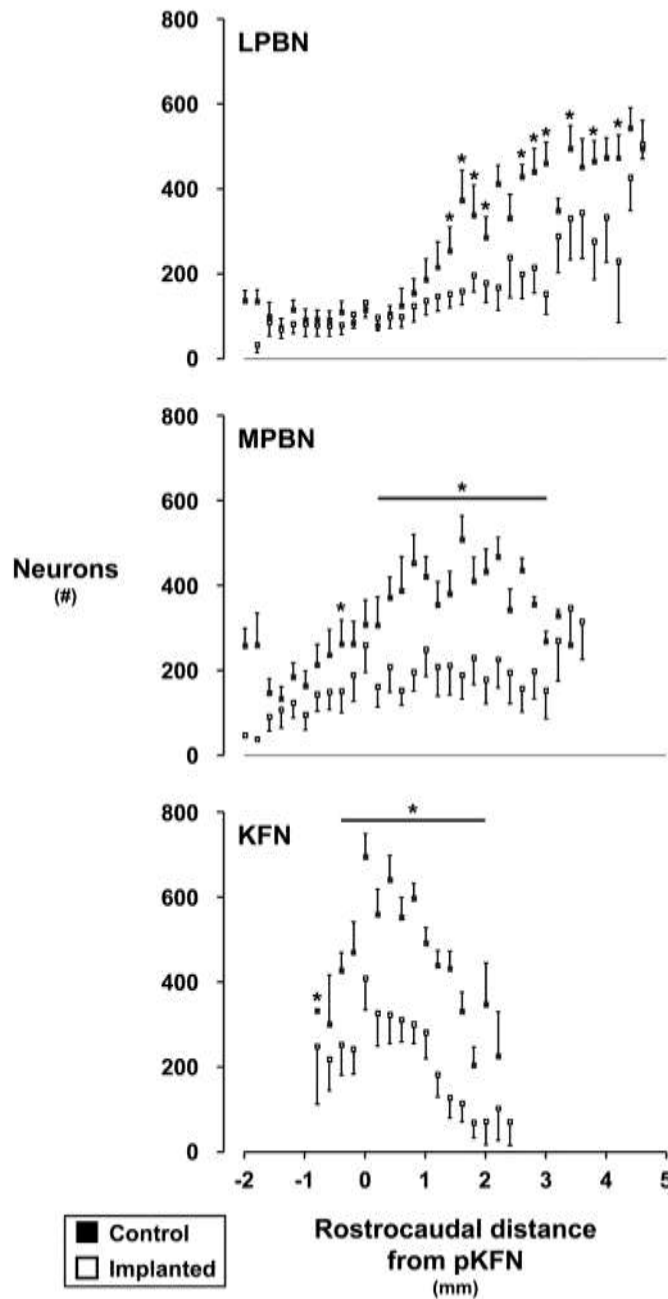 800
LPBN
600
400
200
0
* * * * * * * * * *
800
MPBN
600
400
200
0
* *
Neurons
(#)
800
KFN
600
400
200
0
* *
-2 -1 0 1 2 3 4 5
Control
Implanted
Rostrocaudal distance
from pKFN
(mm)